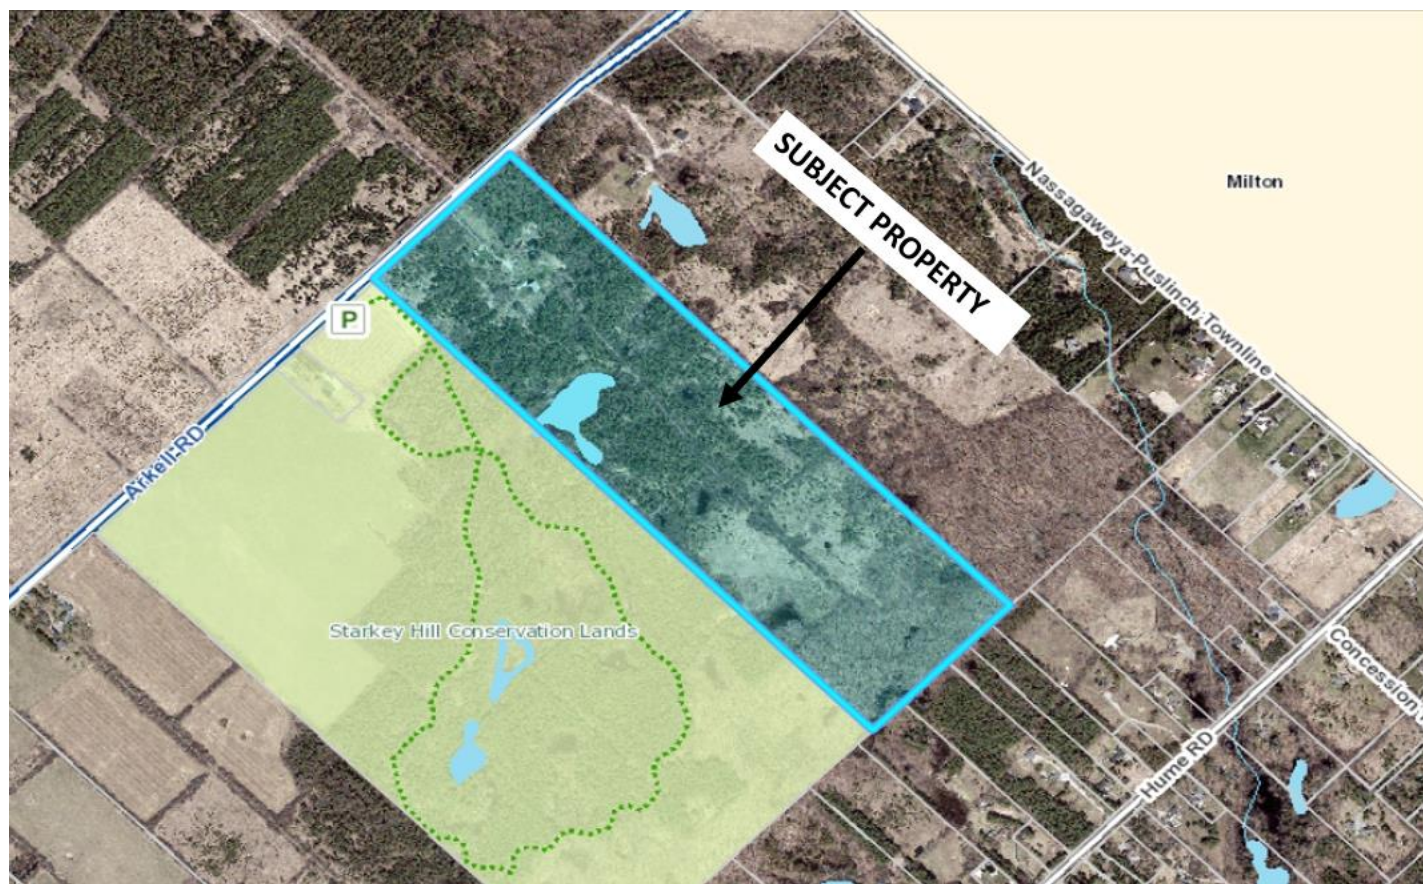 Milton
Nassagaweya-Puslinch Townline
SUBJECT PROPERTY
P
Arkell RD
Starkey Hill Conservation Lands
Concession
Hume RD